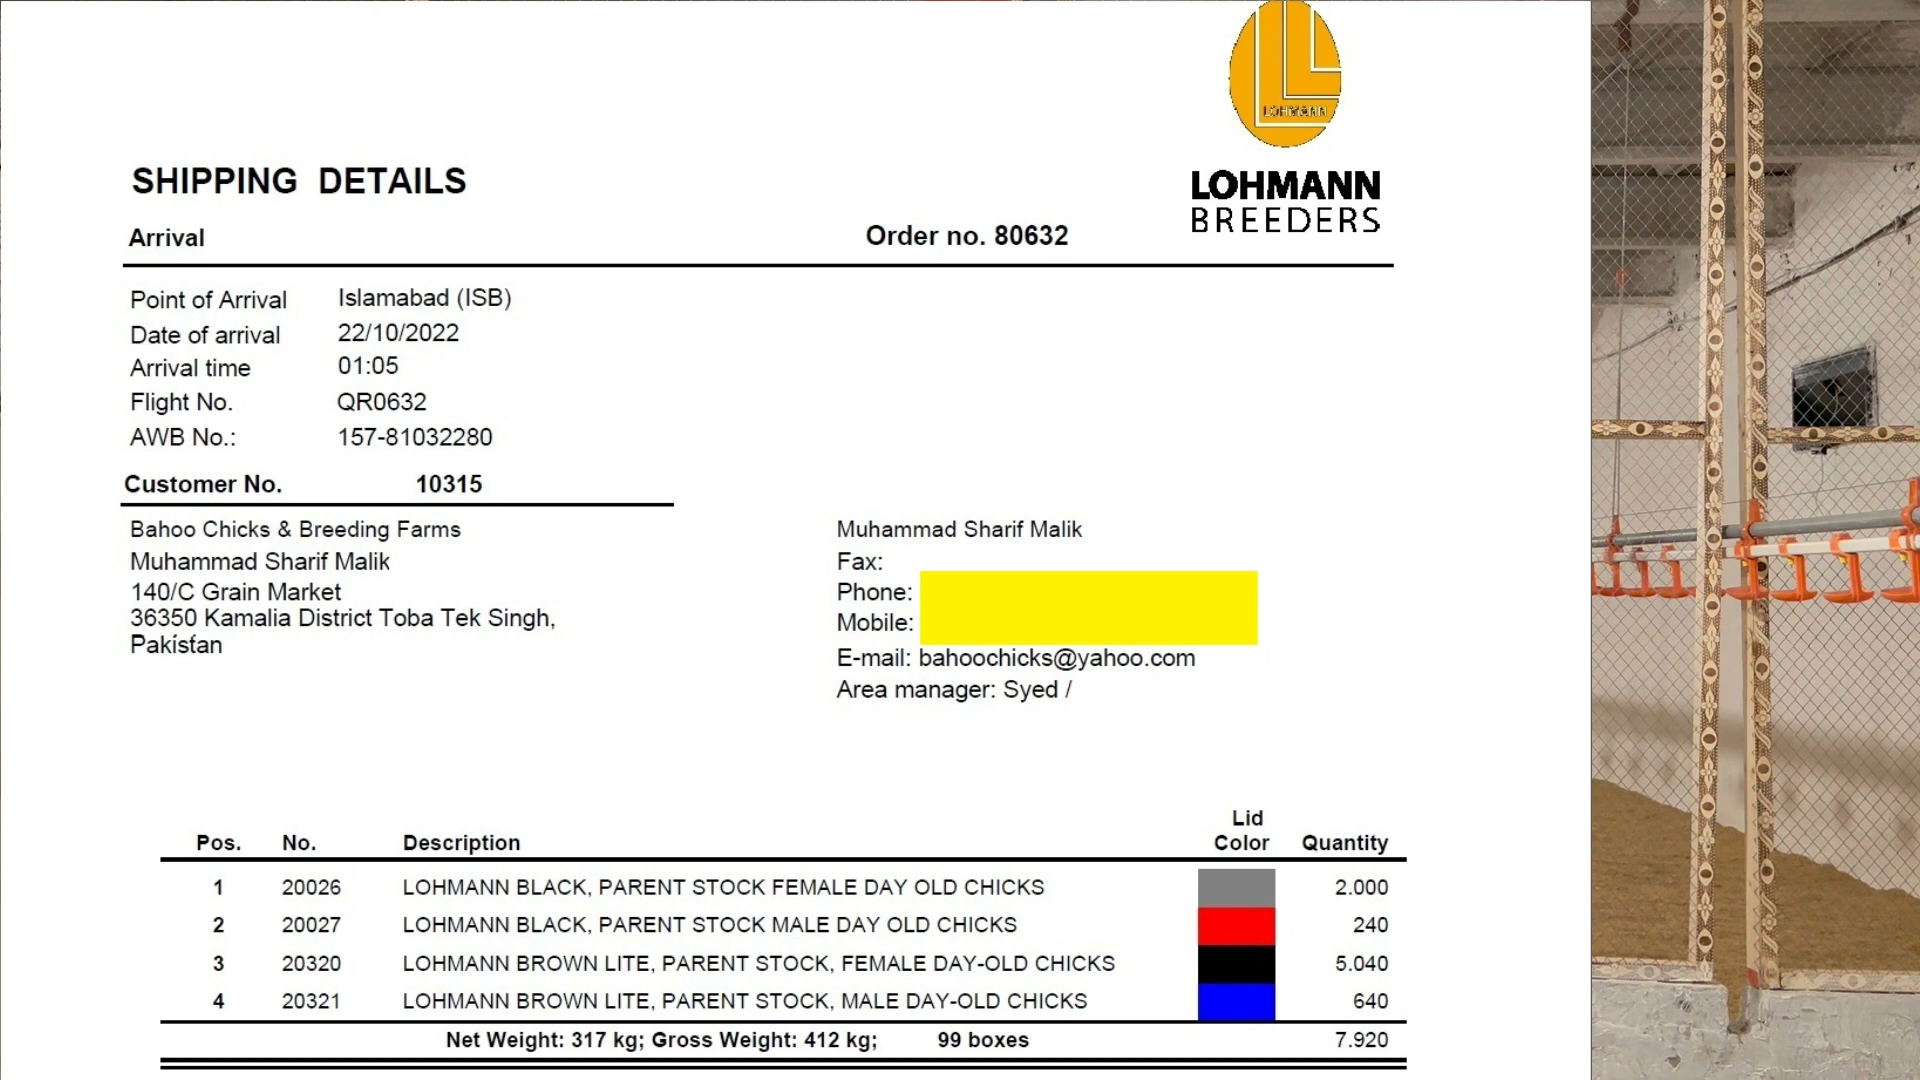 LOHMANN
LOHMANN
BREEDERS
SHIPPING DETAILS
Arrival
Order no. 80632
Point of Arrival Islamabad (ISB)
Date of arrival 22/10/2022
Arrival time 01:05
Flight No. QR0632
AWB No.: 157-81032280
Customer No. 10315
Bahoo Chicks & Breeding Farms
Muhammad Sharif Malik
140/C Grain Market
36350 Kamalia District Toba Tek Singh,
Pakistan
Muhammad Sharif Malik
Fax:
Phone:
Mobile:
E-mail: bahoochicks@yahoo.com
Area manager: Syed /
Pos. No. Description Lid Color Quantity
1 20026 LOHMANN BLACK, PARENT STOCK FEMALE DAY OLD CHICKS 2.000
2 20027 LOHMANN BLACK, PARENT STOCK MALE DAY OLD CHICKS 240
3 20320 LOHMANN BROWN LITE, PARENT STOCK, FEMALE DAY-OLD CHICKS 5.040
4 20321 LOHMANN BROWN LITE, PARENT STOCK, MALE DAY-OLD CHICKS 640
Net Weight: 317 kg; Gross Weight: 412 kg; 99 boxes 7.920